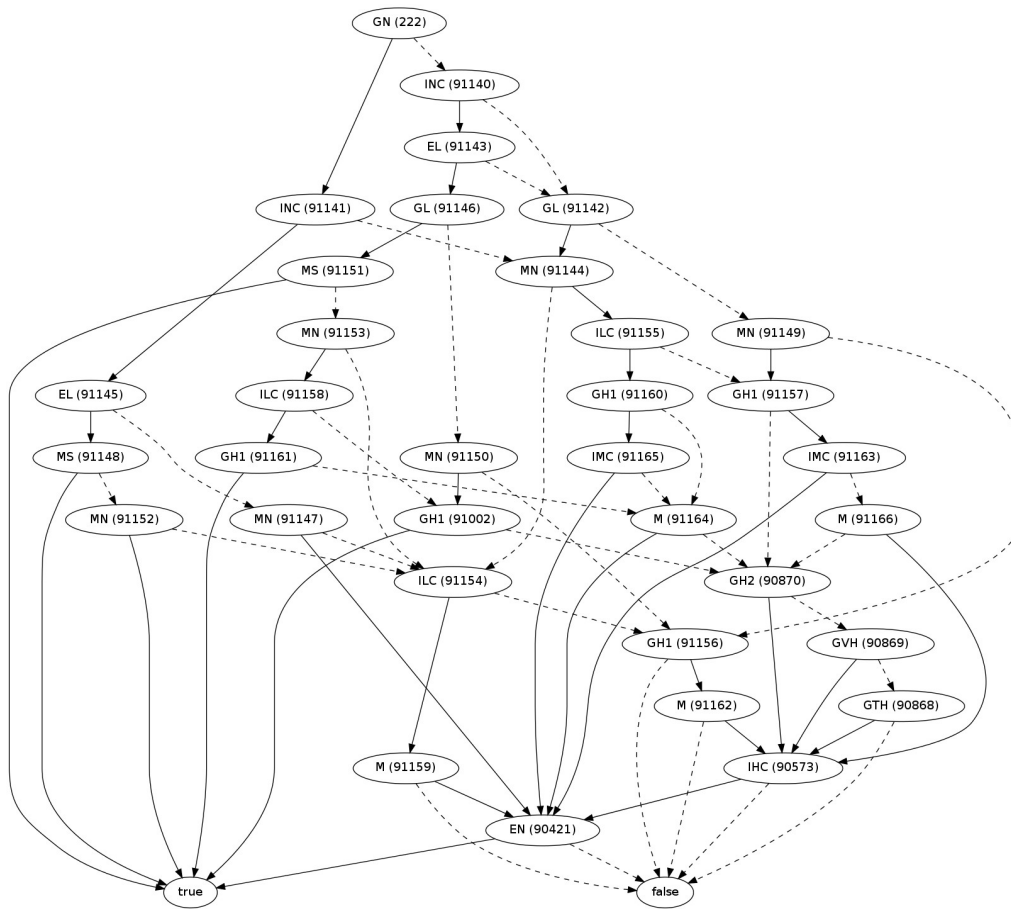 GN (222)
INC (91140)
EL (91143)
INC (91141)
GL (91146)
GL (91142)
MS (91151)
MN (91144)
MN (91153)
ILC (91155)
MN (91149)
EL (91145)
ILC (91158)
GH1 (91160)
GH1 (91157)
MS (91148)
GH1 (91161)
MN (91150)
IMC (91165)
IMC (91163)
MN (91152)
MN (91147)
GH1 (91002)
M (91164)
M (91166)
ILC (91154)
GH2 (90870)
GH1 (91156)
GVH (90869)
M (91162)
GTH (90868)
M (91159)
IHC (90573)
EN (90421)
true
false